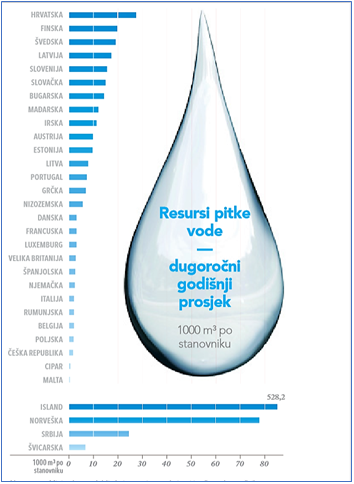 HRVATSKA
FINSKA
ŠVEDSKA
LATVIJA
SLOVENIJA
SLOVAČKA
BUGARSKA
MAĐARSKA
IRSKA
AUSTRIJA
ESTONIJA
LITVA
PORTUGAL
GRČKA
NIZOZEMSKA
DANSKA
FRANCUSKA
LUXEMBURG
VELIKA BRITANIJA
ŠPANJOLSKA
NJEMAČKA
ITALIJA
RUMUNJSKA
BELGIJA
POLJSKA
ČEŠKA REPUBLIKA
CIPAR
MALTA
Resursi pitke
vode
—
dugoročni
godišnji
prosjek
1000 m³ po
stanovniku
528,2
ISLAND
NORVEŠKA
SRBIJA
ŠVICARSKA
1000 m³ po
stanovniku
0 10 20 30 40 50 60 70 80